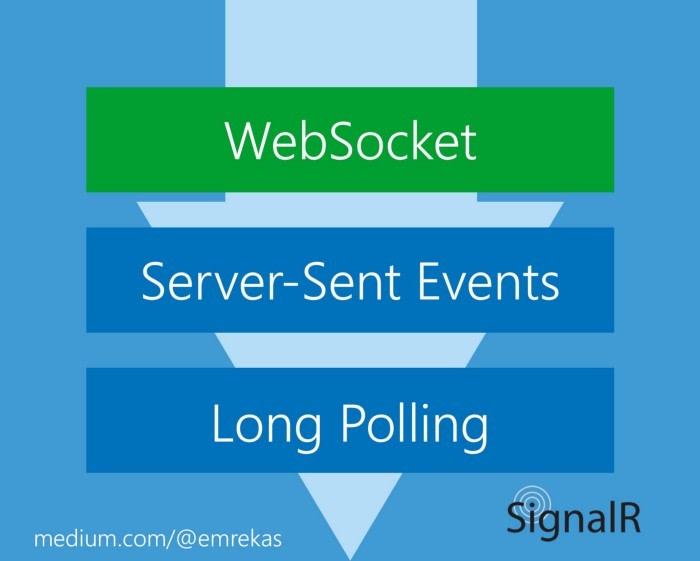 WebSocket
Server-Sent Events
Long Polling
SignalR
medium.com/@emrekas